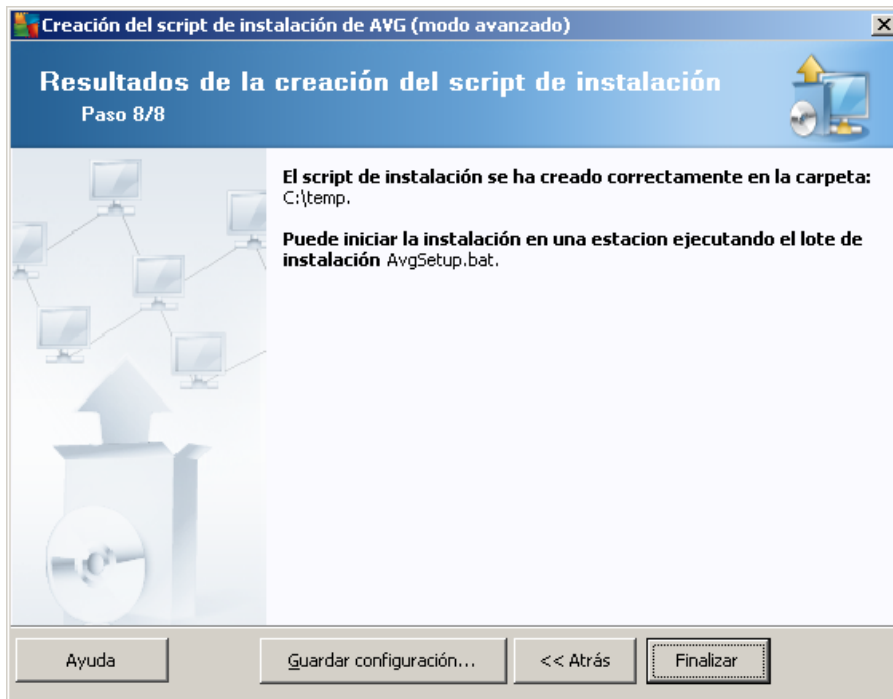 Creación del script de instalación de AVG (modo avanzado)
Resultados de la creación del script de instalación
Paso 8/8
El script de instalación se ha creado correctamente en la carpeta:
C:\temp.
Puede iniciar la instalación en una estacion ejecutando el lote de
instalación AvgSetup.bat.
Ayuda
Guardar configuración...
<< Atrás
Finalizar